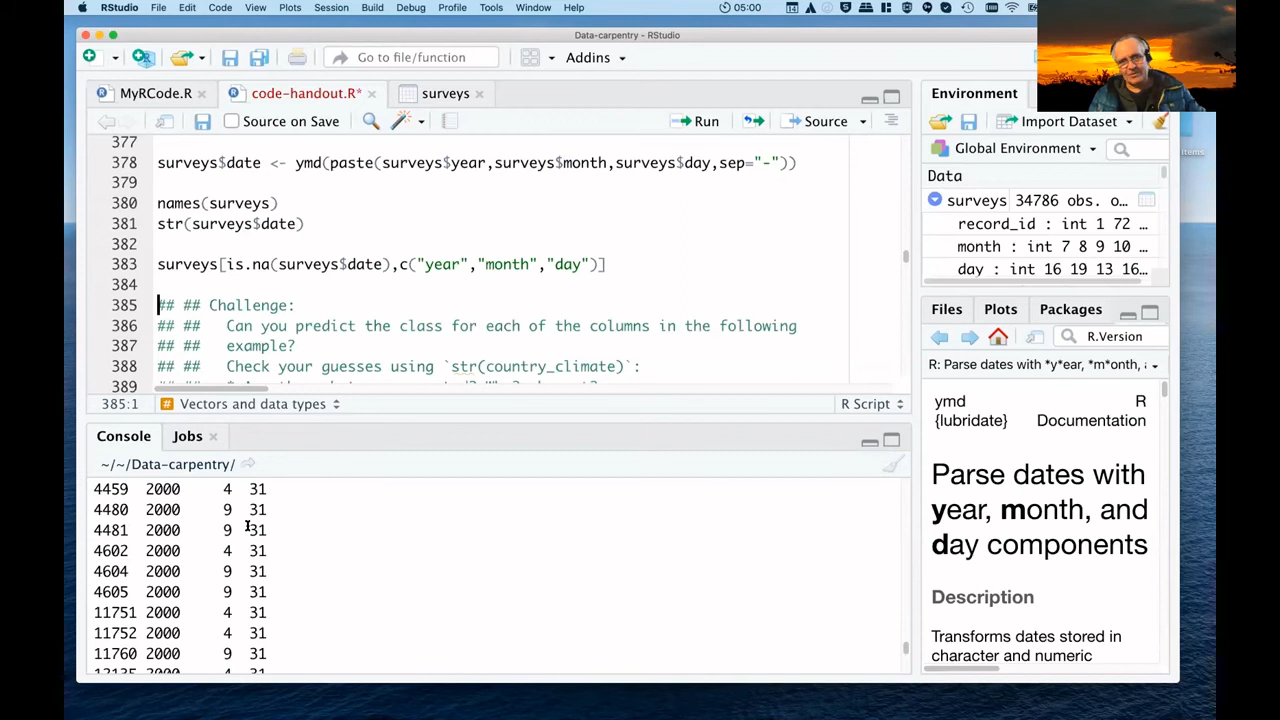 RStudio File Edit Code View Plots Session Build Debug Profile Tools Window Help 05:00
Data-carpentry - RStudio
Go to file/function Addins
MyRCode.R code-handout.R* surveys
Source on Save Run Source
377
378 surveys$date <- ymd(paste(surveys$year,surveys$month,surveys$day,sep="-"))
379
380 names(surveys)
381 str(surveys$date)
382
383 surveys[is.na(surveys$date),c("year","month","day")]
384
385 ## ## Challenge:
386 ## ## Can you predict the class for each of the columns in the following
387 ## ## example?
388 ## ## Check your guesses using `str(country_climate)`:
389
385:1 Vectors and data types R Script
Console Jobs
~/~/Data-carpentry/
4459 2000 4 31
4480 2000 9 31
4481 2000 9 31
4602 2000 4 31
4604 2000 9 31
4605 2000 9 31
11751 2000 4 31
11752 2000 4 31
11760 2000 9 31
Environment
Import Dataset
Global Environment
Data
surveys 34786 obs. o…
record_id : int 1 72 …
month : int 7 8 9 10 …
day : int 16 19 13 16…
Files Plots Packages
R.Version
R: Parse dates with *y*ear, *m*onth, a
ymd R
{lubridate} Documentation
Parse dates with
year, month, and
day components
Description
Transforms dates stored in
aracter and numeric
items